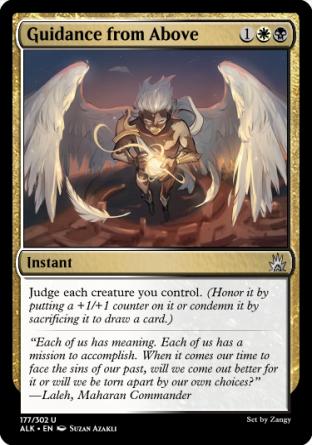 Guidance from Above 1
Instant
Judge each creature you control. (Honor it by
putting a +1/+1 counter on it or condemn it by
sacrificing it to draw a card.)
“Each of us has meaning. Each of us has a
mission to accomplish. When it comes our time to
face the sins of our past, will we come out better for
it or will we be torn apart by our own choices?”
—Laleh, Maharan Commander
177/302 U
Set by Zangy
ALK • EN Suzan Azakli